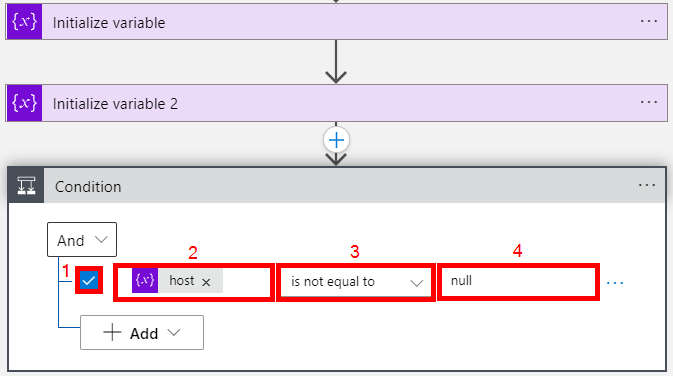 {x} Initialize variable ...
{x} Initialize variable 2 ...
Condition ...
And
2 3 4
1 {x} host × is not equal to null ...
+ Add